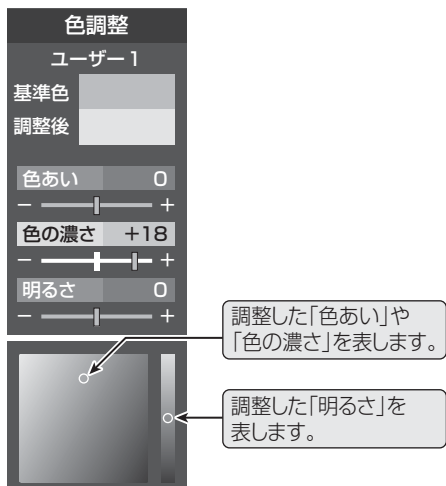 色調整
ユーザー1
基準色
調整後
色あい 0
− +
色の濃さ +18
− +
明るさ 0
− +
調整した「色あい」や
「色の濃さ」を表します。
調整した「明るさ」を
表します。